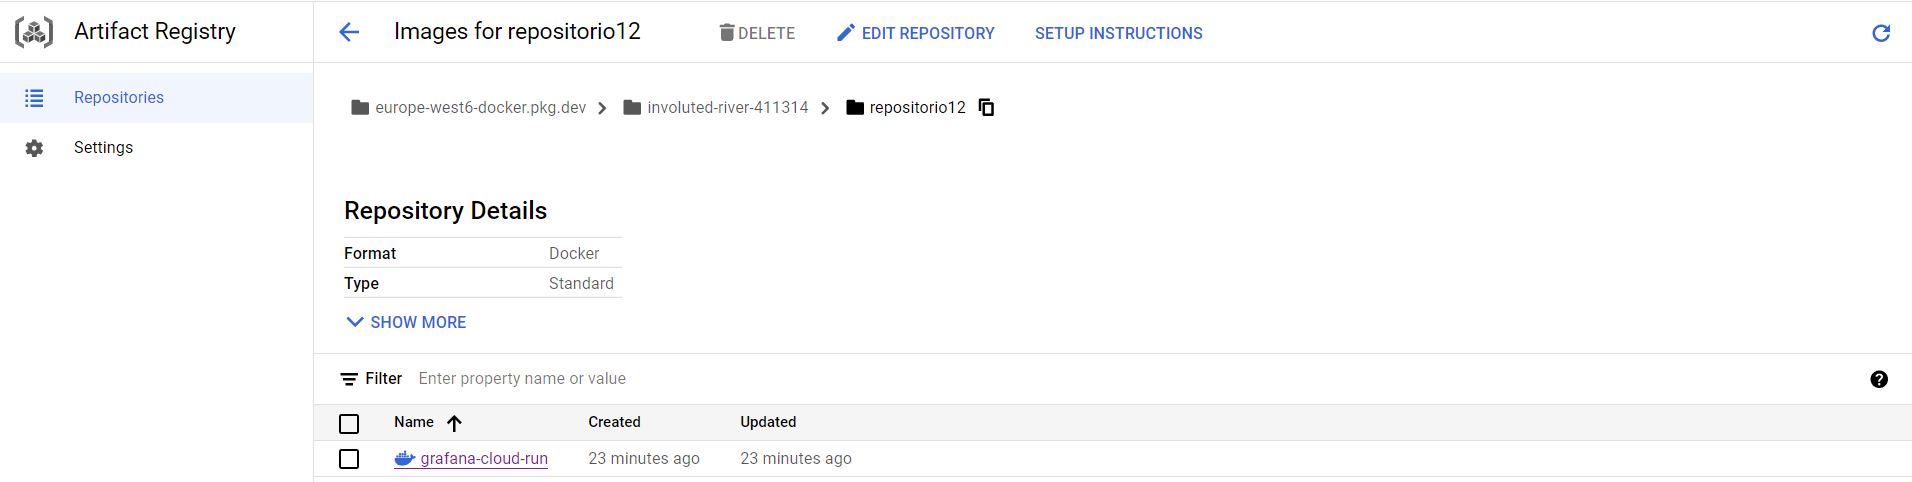 Artifact Registry
Images for repositorio12
DELETE
EDIT REPOSITORY
SETUP INSTRUCTIONS
Repositories
Settings
europe-west6-docker.pkg.dev
involuted-river-411314
repositorio12
Repository Details
Format Docker
Type Standard
SHOW MORE
Filter Enter property name or value
Name Created Updated
grafana-cloud-run 23 minutes ago 23 minutes ago